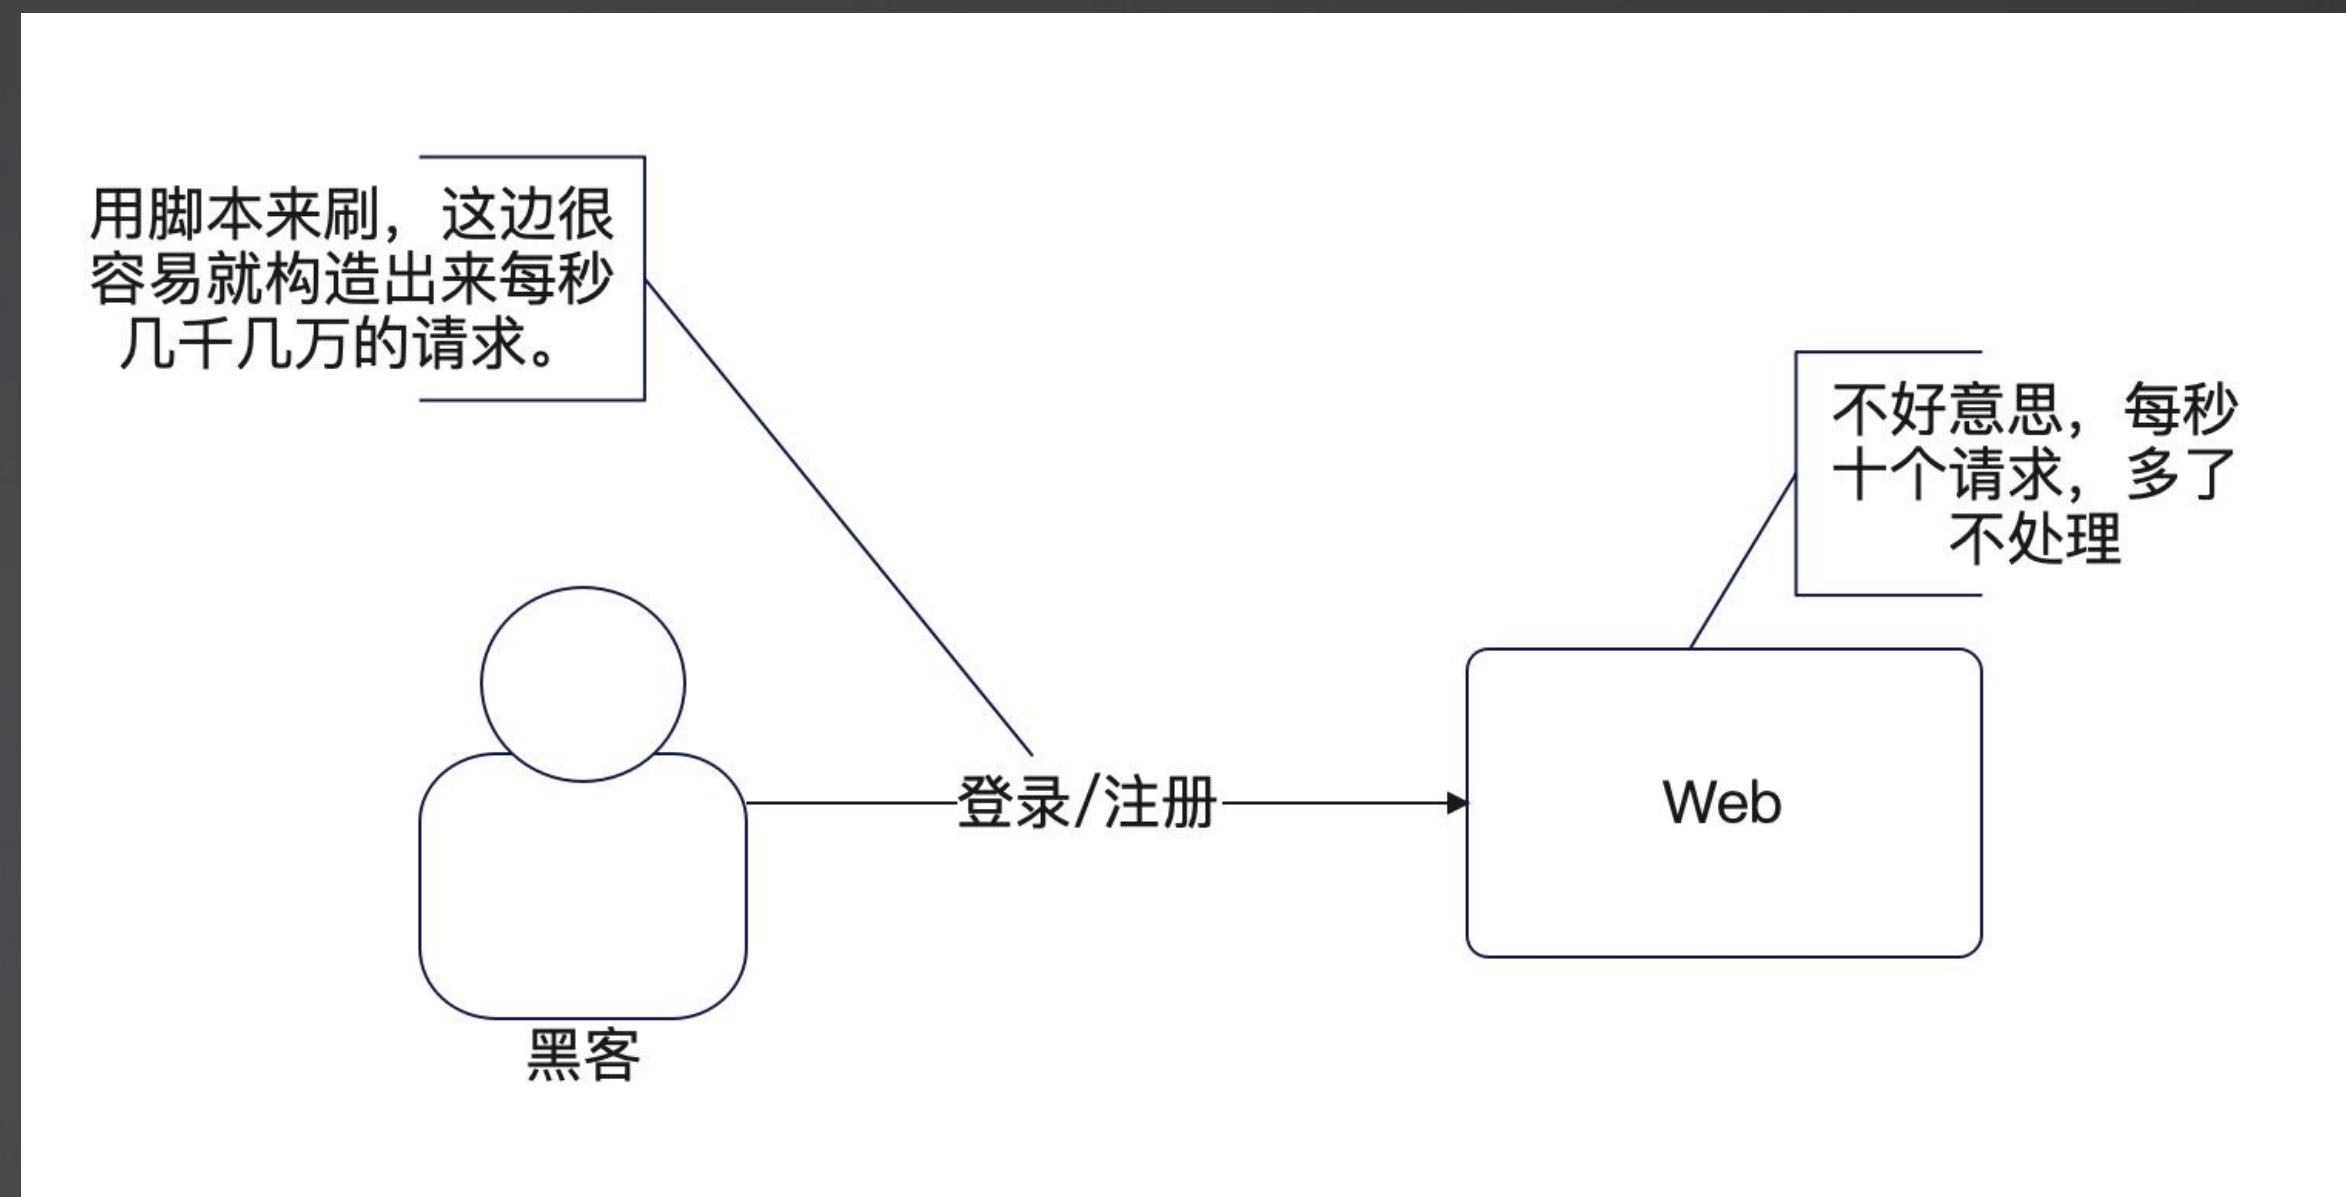 用脚本来刷，这边很
容易就构造出来每秒
几千几万的请求。
不好意思，每秒
十个请求，多了
不处理
登录/注册
Web
黑客